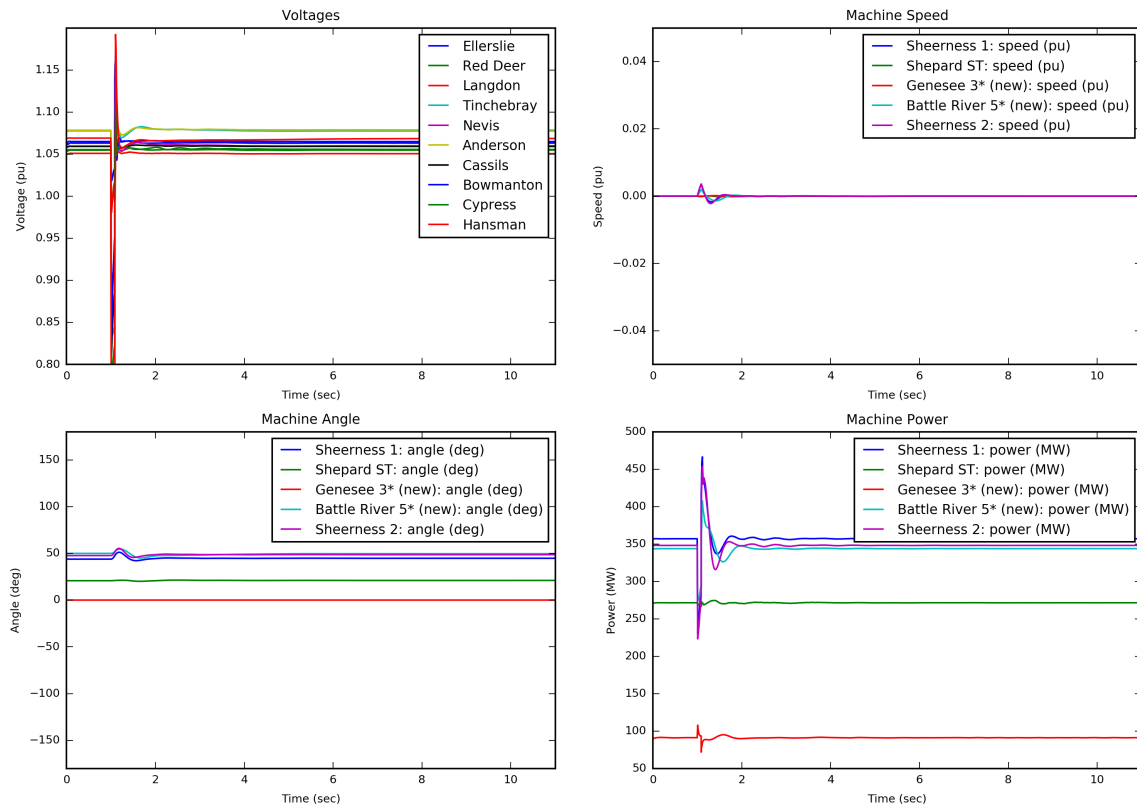 Voltages
Voltage (pu)
1.15
1.10
1.05
1.00
0.95
0.90
0.85
0.80
0
2
4
6
8
10
Time (sec)
Ellerslie
Red Deer
Langdon
Tinchebray
Nevis
Anderson
Cassils
Bowmanton
Cypress
Hansman
Machine Speed
Speed (pu)
0.04
0.02
0.00
−0.02
−0.04
0
2
4
6
8
10
Time (sec)
Sheerness 1: speed (pu)
Shepard ST: speed (pu)
Genesee 3* (new): speed (pu)
Battle River 5* (new): speed (pu)
Sheerness 2: speed (pu)
Machine Angle
Angle (deg)
150
100
50
0
−50
−100
−150
0
2
4
6
8
10
Time (sec)
Sheerness 1: angle (deg)
Shepard ST: angle (deg)
Genesee 3* (new): angle (deg)
Battle River 5* (new): angle (deg)
Sheerness 2: angle (deg)
Machine Power
Power (MW)
500
450
400
350
300
250
200
150
100
50
0
2
4
6
8
10
Time (sec)
Sheerness 1: power (MW)
Shepard ST: power (MW)
Genesee 3* (new): power (MW)
Battle River 5* (new): power (MW)
Sheerness 2: power (MW)